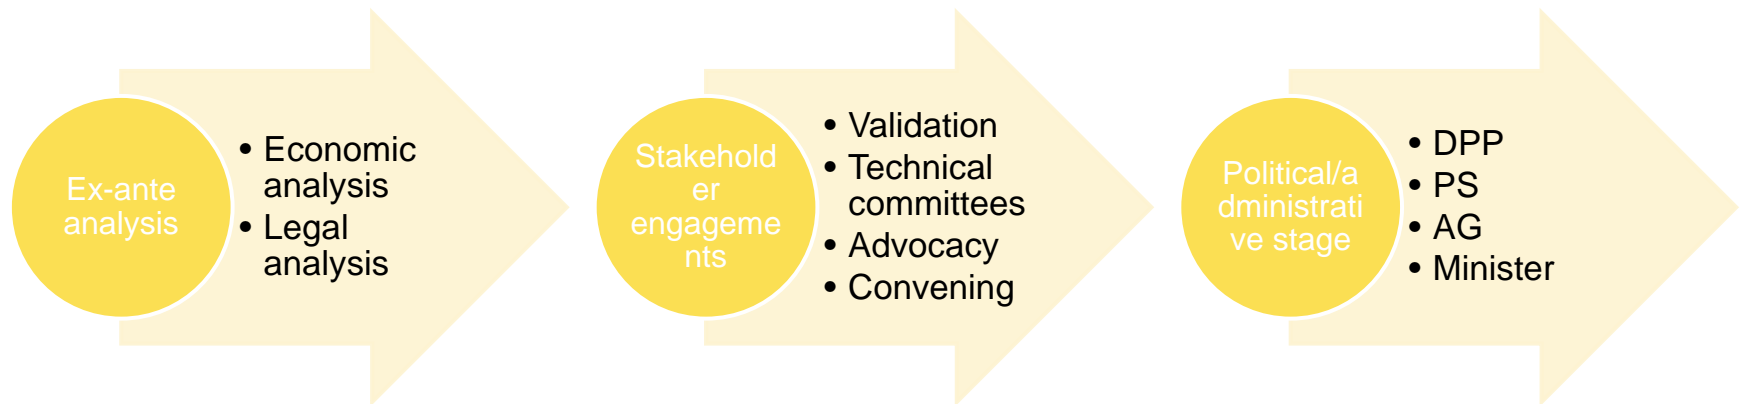 Ex-ante
analysis
• Economic
analysis
• Legal
analysis
Stakehold
er
engageme
nts
• Validation
• Technical
committees
• Advocacy
• Convening
Political/a
dministrati
ve stage
• DPP
• PS
• AG
• Minister